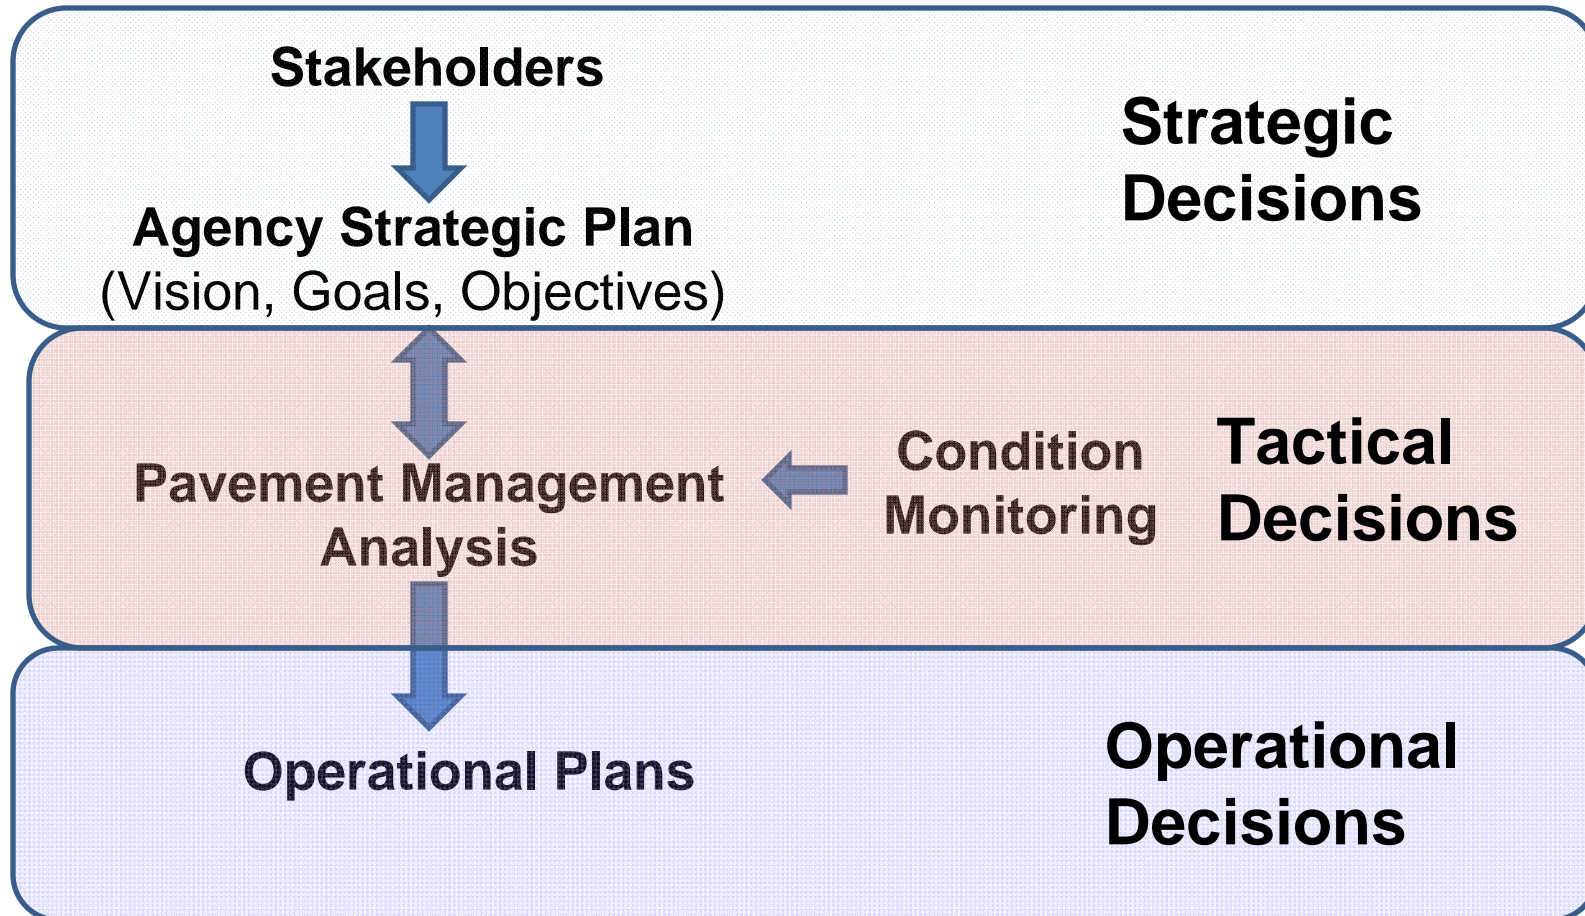 Stakeholders
Agency Strategic Plan
(Vision, Goals, Objectives)
Strategic
Decisions
Pavement Management
Analysis
Condition
Monitoring
Tactical
Decisions
Operational Plans
Operational
Decisions